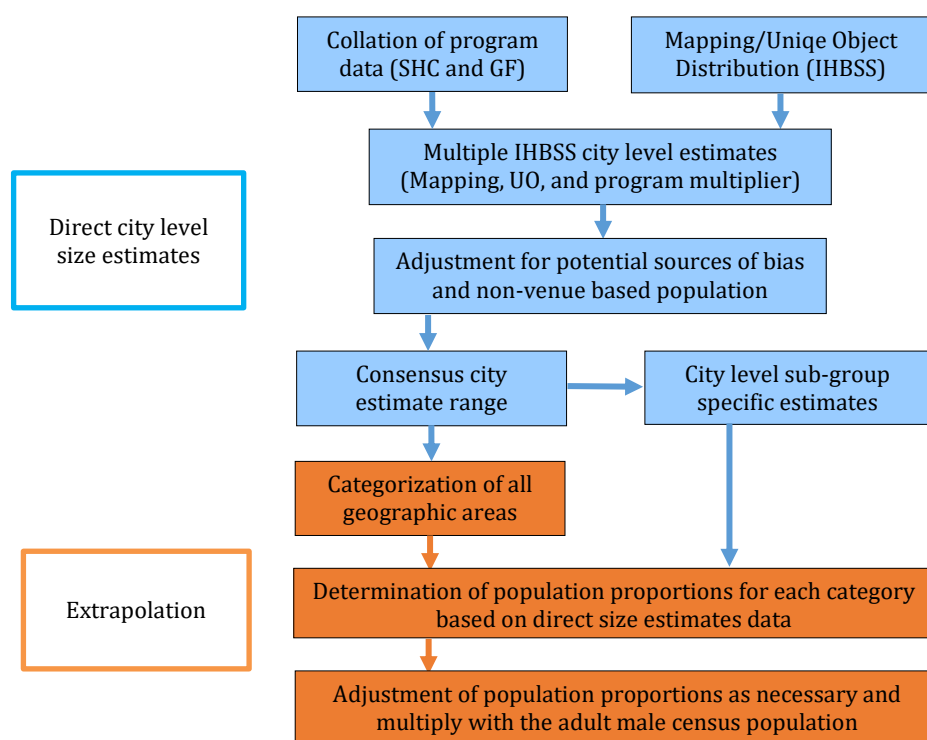 Collation of program
data (SHC and GF)
Mapping/Uniqe Object
Distribution (IHBSS)
Multiple IHBSS city level estimates
(Mapping, UO, and program multiplier)
Direct city level
size estimates
Adjustment for potential sources of bias
and non-venue based population
Consensus city
estimate range
City level sub-group
specific estimates
Categorization of all
geographic areas
Extrapolation
Determination of population proportions for each category
based on direct size estimates data
Adjustment of population proportions as necessary and
multiply with the adult male census population